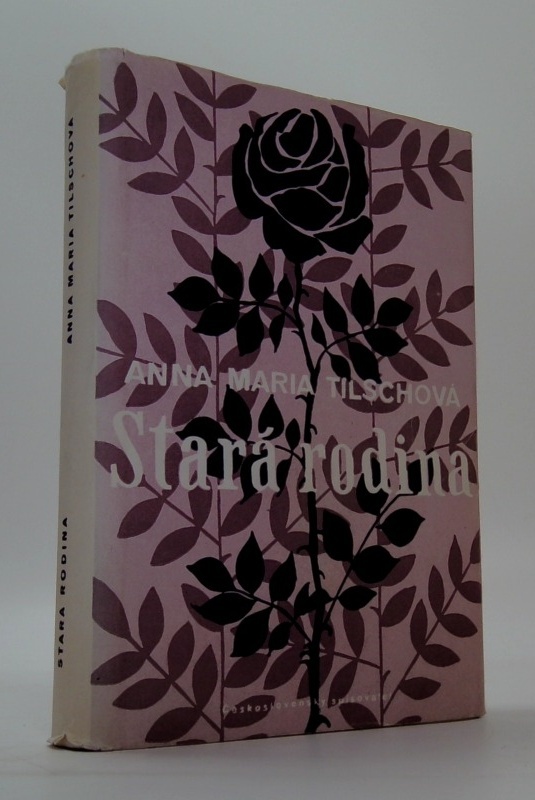 ANNA MARIA TILSCHOVÁ
Stará rodina
Československý spisovatel
STARÁ RODINA
ANNA MARIA TILSCHOVÁ